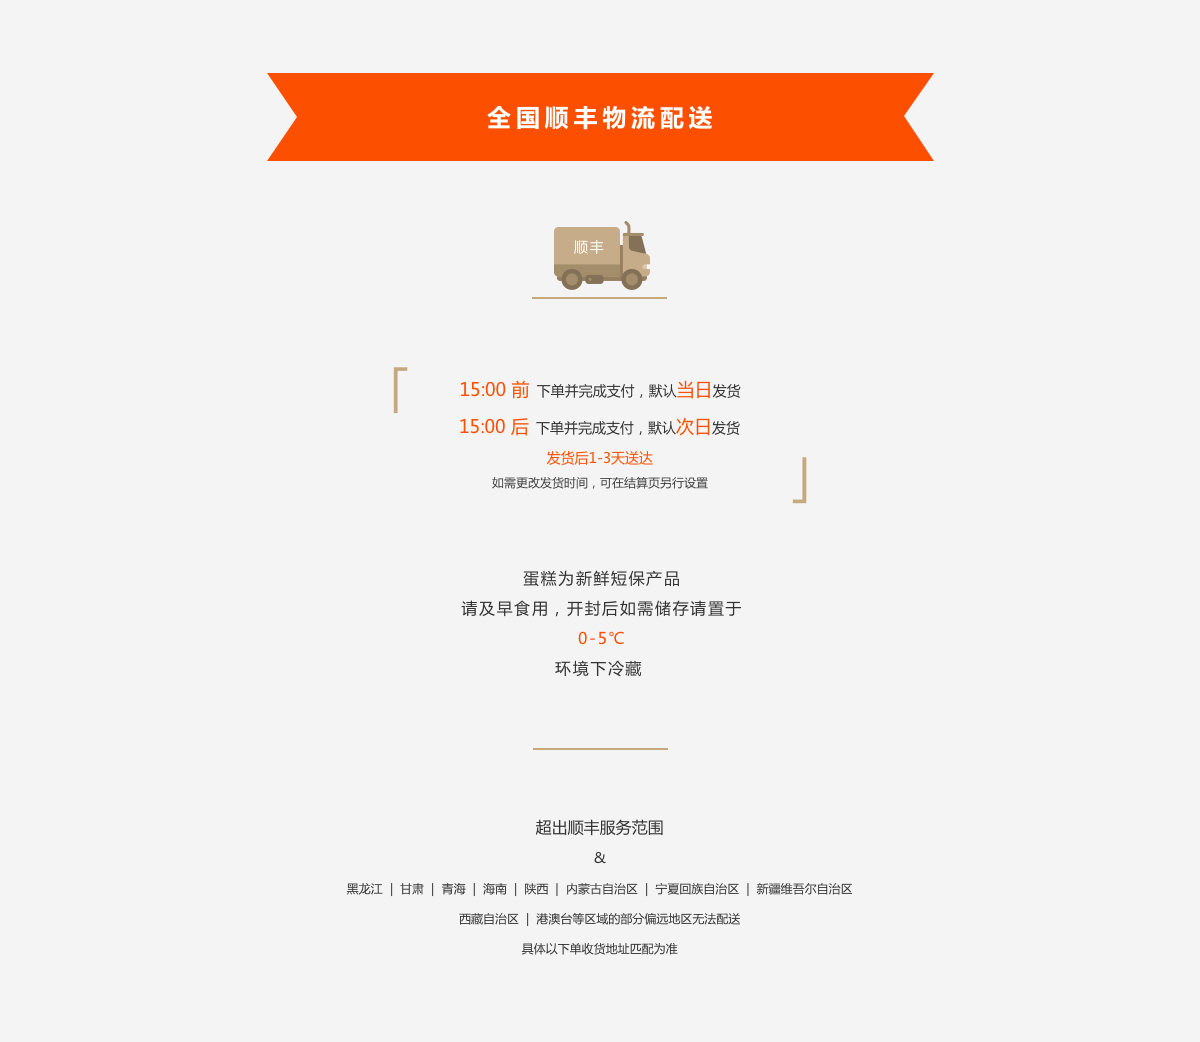 全国顺丰物流配送
顺丰
15:00 前 下单并完成支付，默认当日发货
15:00 后 下单并完成支付，默认次日发货
发货后1-3天送达
如需更改发货时间，可在结算页另行设置
蛋糕为新鲜短保产品
请及早食用，开封后如需储存请置于
0-5℃
环境下冷藏
超出顺丰服务范围
&
黑龙江 | 甘肃 | 青海 | 海南 | 陕西 | 内蒙古自治区 | 宁夏回族自治区 | 新疆维吾尔自治区
西藏自治区 | 港澳台等区域的部分偏远地区无法配送
具体以下单收货地址匹配为准